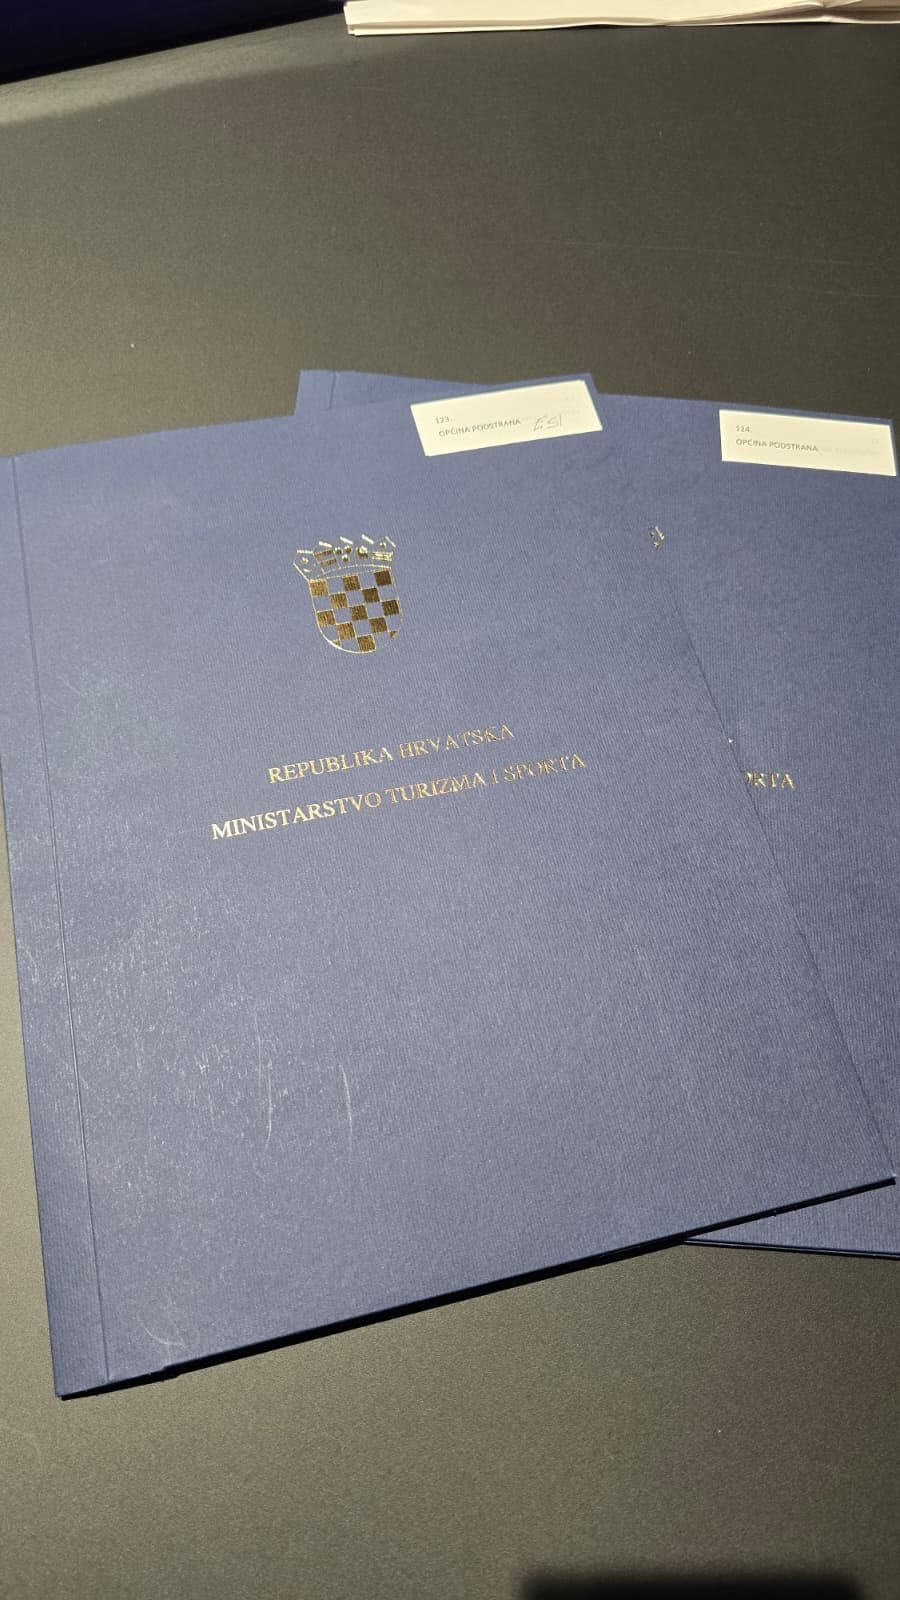 123.
OPĆINA PODSTRANA
124.
OPĆINA PODSTRANA
REPUBLIKA HRVATSKA
MINISTARSTVO TURIZMA I SPORTA